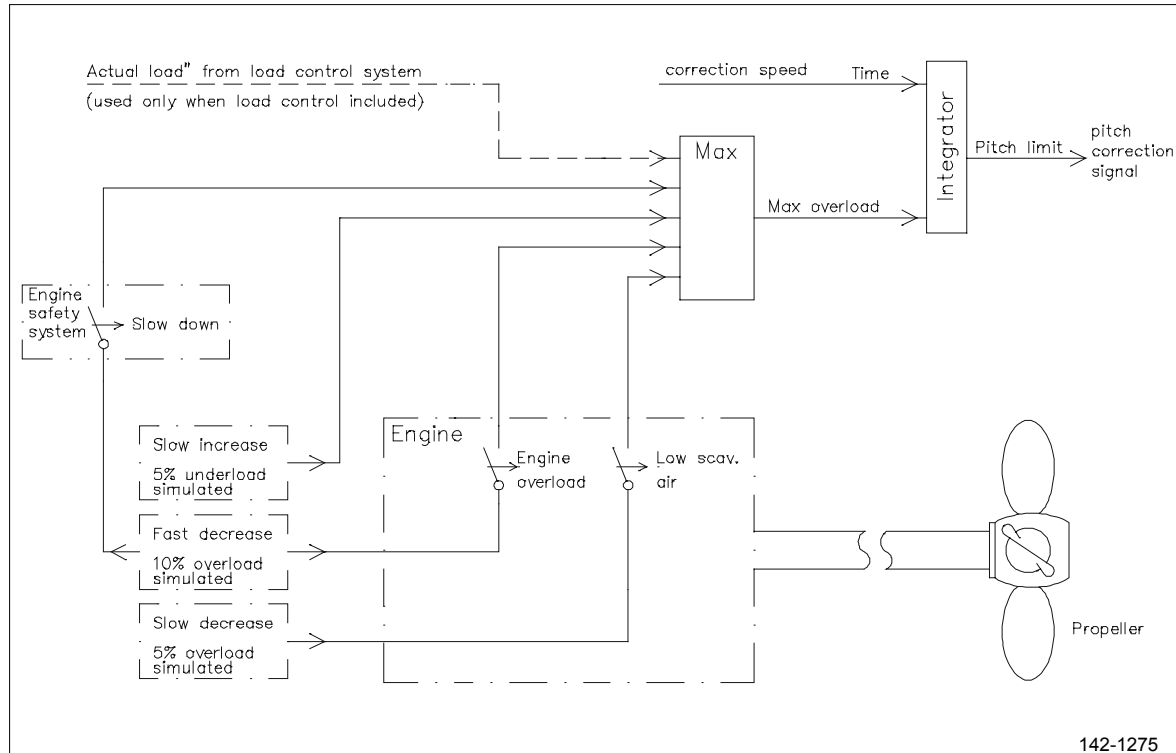 Actual load" from load control system
(used only when load control included)
correction speed
Time
Integrator
Pitch limit
pitch
correction
signal
Max
Max overload
Engine
safety
system
Slow down
Slow increase
5% underload
simulated
Fast decrease
10% overload
simulated
Slow decrease
5% overload
simulated
Engine
Engine
overload
Low scav.
air
Propeller
142-1275